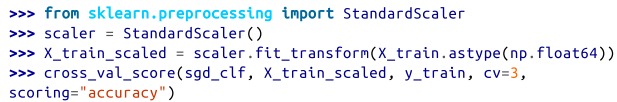 >>> from sklearn.preprocessing import StandardScaler
>>> scaler = StandardScaler()
>>> X_train_scaled = scaler.fit_transform(X_train.astype(np.float64))
>>> cross_val_score(sgd_clf, X_train_scaled, y_train, cv=3,
scoring="accuracy")